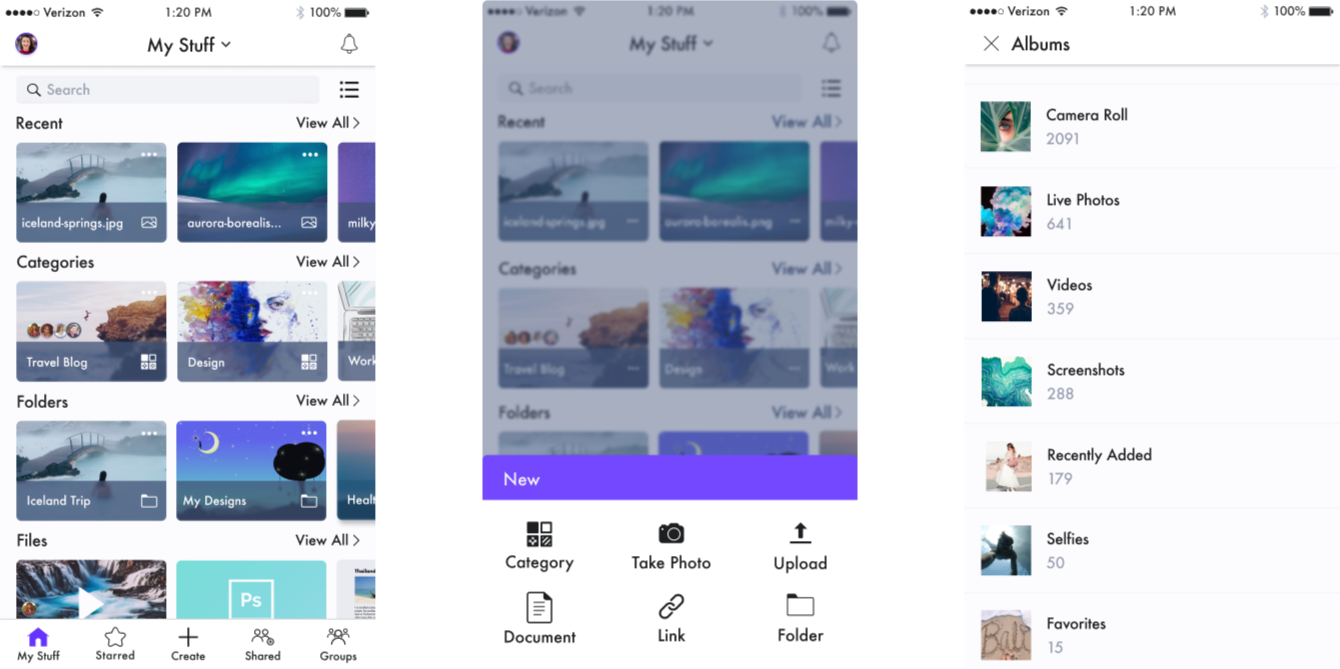 Verizon 1:20 PM 100%
My Stuff
Search
Recent View All
iceland-springs.jpg aurora-borealis... milky-
Categories View All
Travel Blog Design Work
Folders View All
Iceland Trip My Designs Healt
Files View All
Thailand
Ps
My Stuff Starred Create Shared Groups
Verizon 1:20 PM 100%
My Stuff
Search
Recent View All
iceland-springs.jpg aurora-borealis.png milky-
Categories View All
Travel Blog Design Work
Folders View All
New
Category Take Photo Upload
Document Link Folder
Verizon 1:20 PM 100%
Albums
Camera Roll
2091
Live Photos
641
Videos
359
Screenshots
288
Recently Added
179
Selfies
50
Favorites
15
Bali